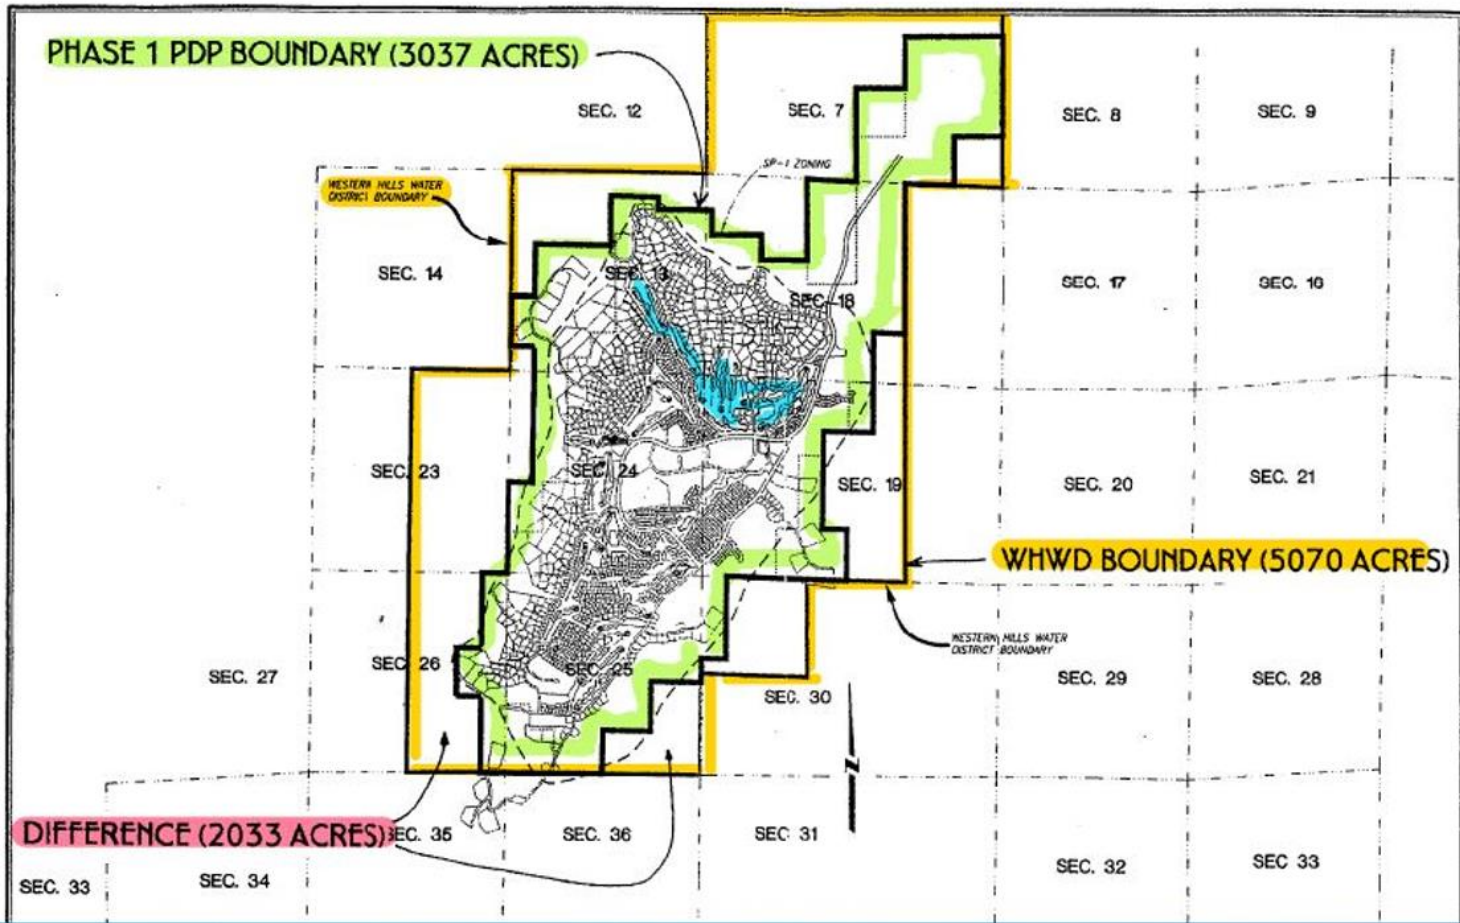 PHASE 1 PDP BOUNDARY (3037 ACRES)
SEC. 12
SEC. 7
SEC. 8
SEC. 9
SP-1 ZONING
WESTERN HILLS WATER
DISTRICT BOUNDARY
SEC. 14
SEC. 13
SEC. 18
SEC. 17
SEC. 16
SEC. 23
SEC. 24
SEC. 19
SEC. 20
SEC. 21
WHWD BOUNDARY (5070 ACRES)
WESTERN HILLS WATER
DISTRICT BOUNDARY
SEC. 27
SEC. 26
SEC. 25
SEC. 30
SEC. 29
SEC. 28
DIFFERENCE (2033 ACRES)
SEC. 35
SEC. 36
SEC. 31
SEC. 33
SEC. 34
SEC. 32
SEC 33